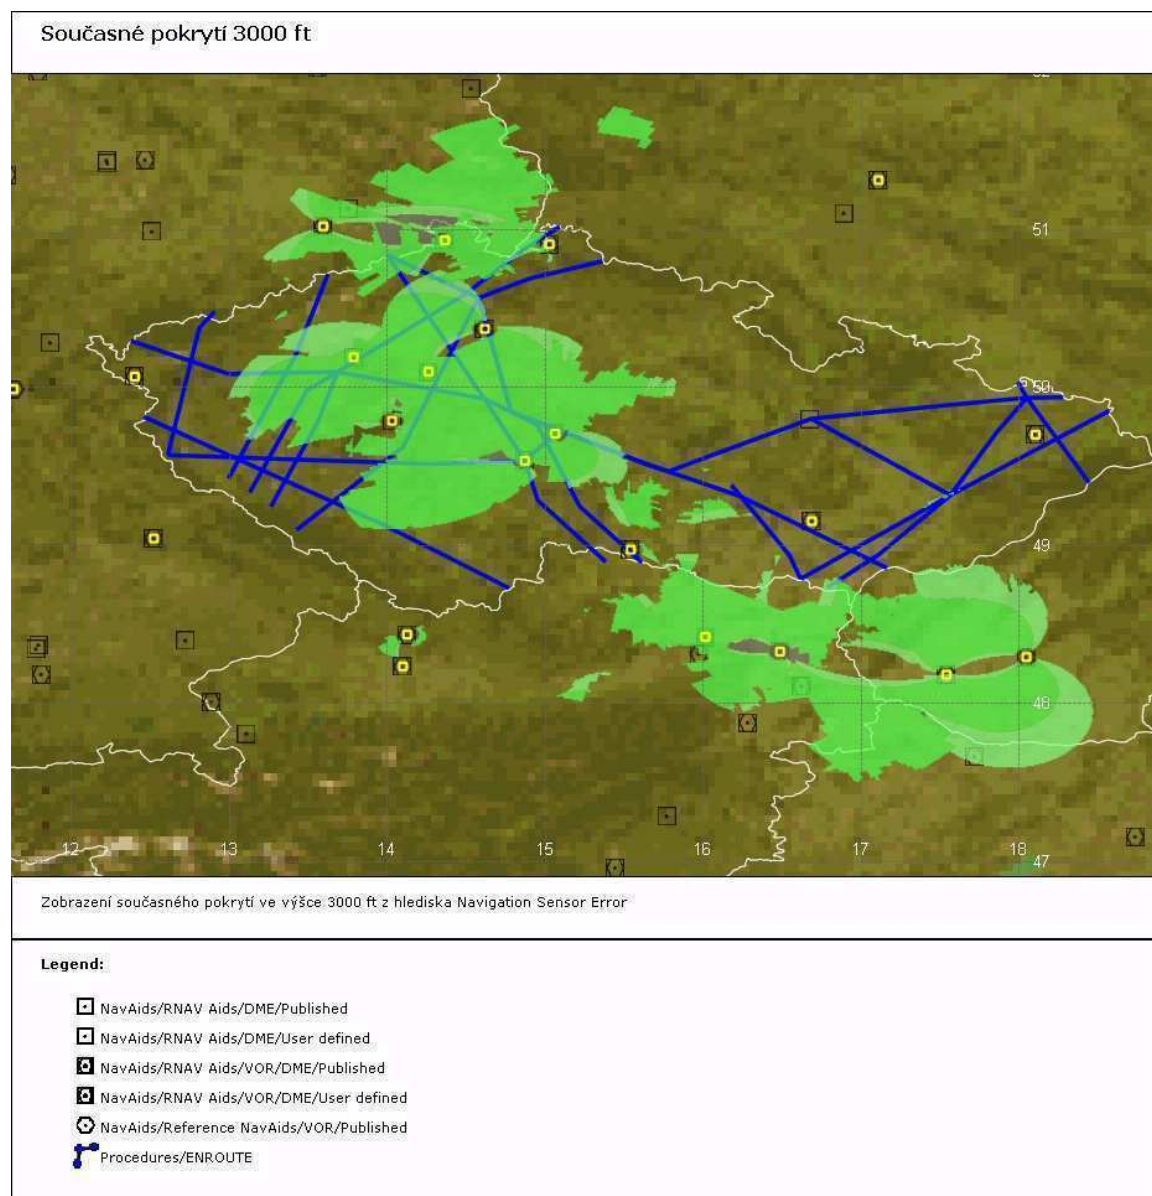 Současné pokrytí 3000 ft
52
51
50
49
48
12 13 14 15 16 17 18
47
Zobrazení současného pokrytí ve výšce 3000 ft z hlediska Navigation Sensor Error
Legend:
NavAids/RNAV Aids/DME/Published
NavAids/RNAV Aids/DME/User defined
NavAids/RNAV Aids/VOR/DME/Published
NavAids/RNAV Aids/VOR/DME/User defined
NavAids/Reference NavAids/VOR/Published
Procedures/ENROUTE